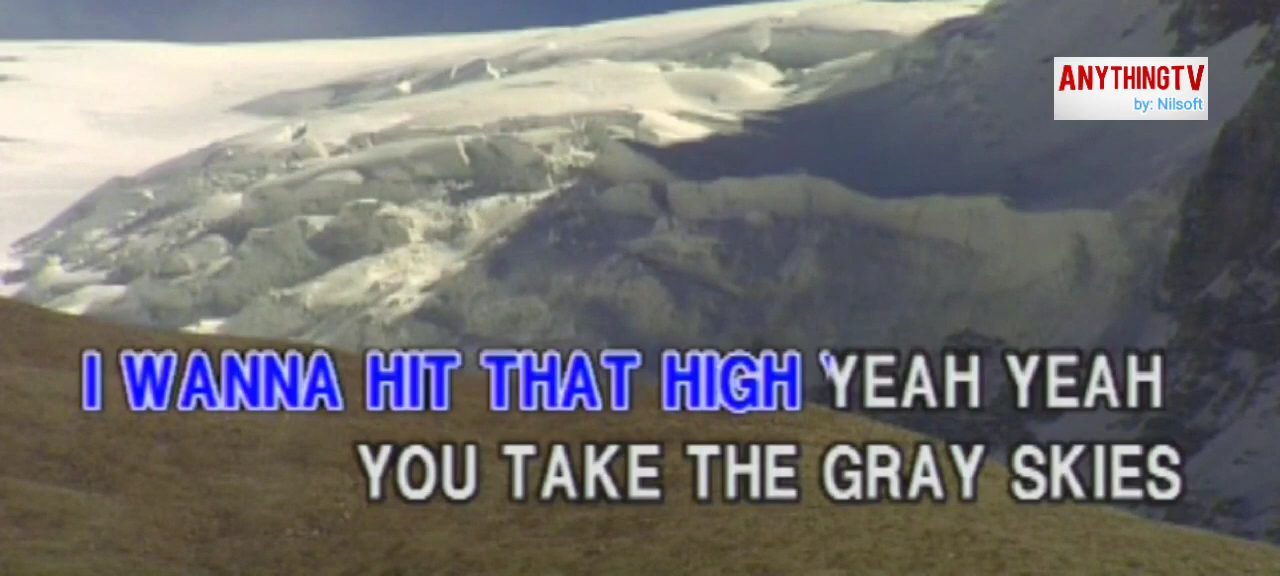 ANYTHINGTV
by: Nilsoft
I WANNA HIT THAT HIGH YEAH YEAH
YOU TAKE THE GRAY SKIES